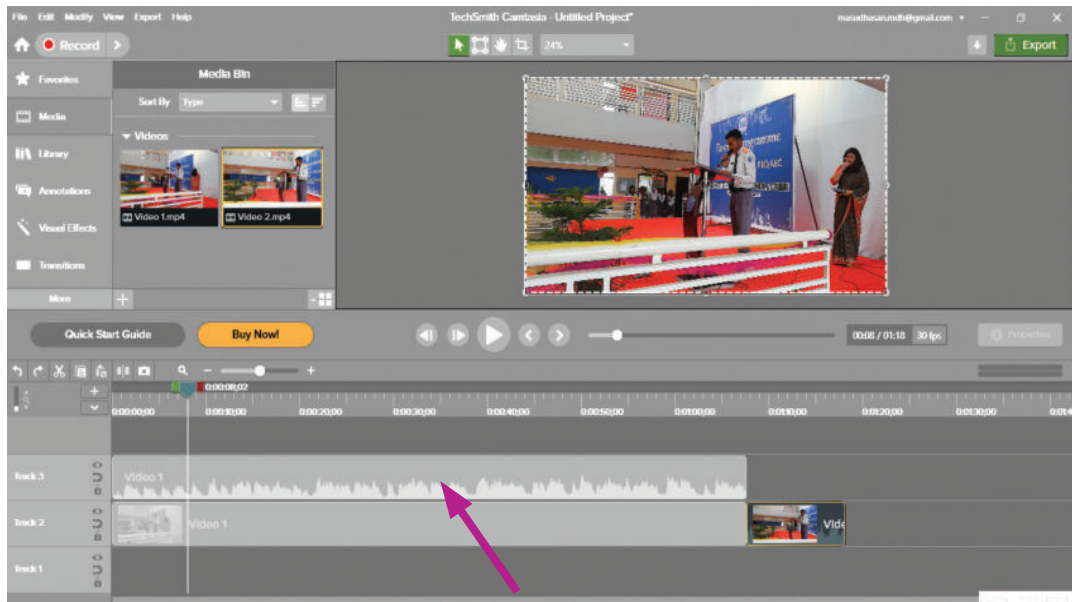 File Edit Modify View Export Help
TechSmith Camtasia - Untitled Project*
Record
24%
Export
Favorites
Media
Library
Annotations
Visual Effects
Transitions
More
Media Bin
Sort By Type
Videos
Video 1.mp4
Video 2.mp4
Quick Start Guide
Buy Now!
00:08 / 01:18
30 fps
Properties
0:00:08;02
0:00:00;00
0:00:10;00
0:00:20;00
0:00:30;00
0:00:40;00
0:00:50;00
0:01:00;00
0:01:10;00
0:01:20;00
0:01:30;00
Track 3
Video 1
Track 2
Video 1
Track 1